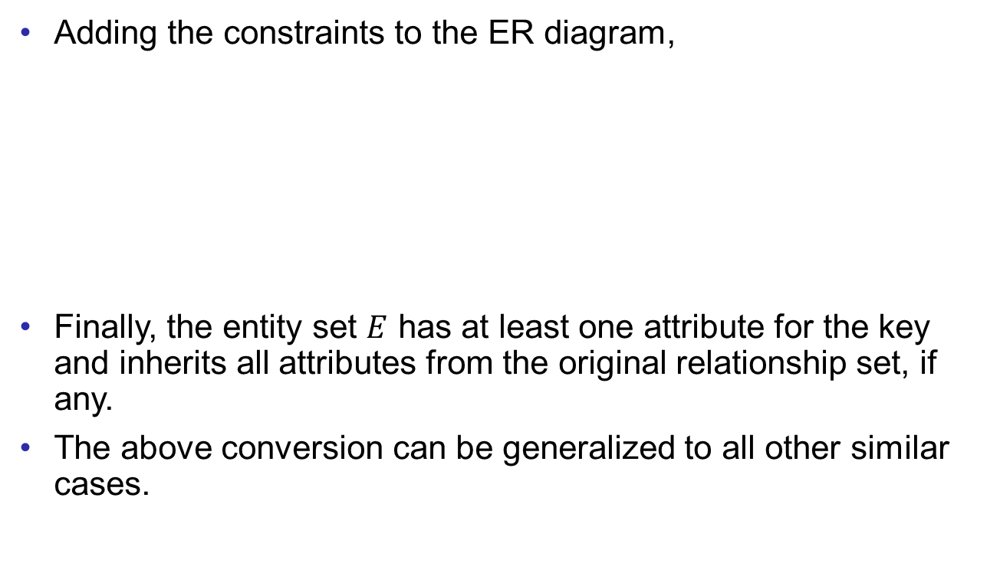 • Adding the constraints to the ER diagram,
• Finally, the entity set E has at least one attribute for the key
and inherits all attributes from the original relationship set, if
any.
• The above conversion can be generalized to all other similar
cases.